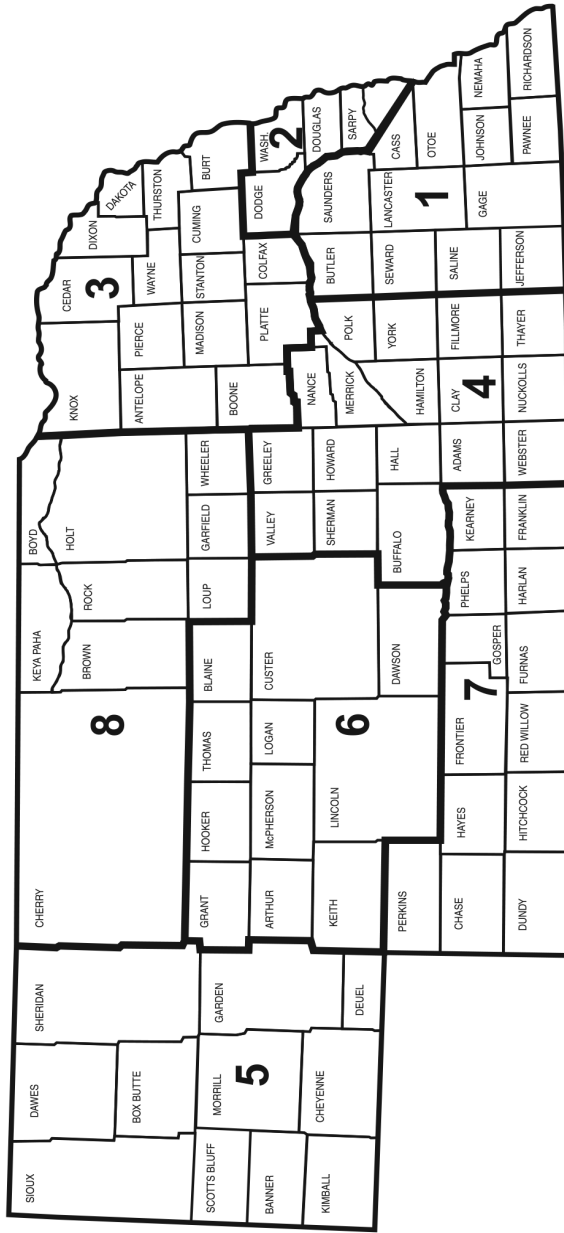 SIOUX
DAWES
SHERIDAN
BOX BUTTE
SCOTTS BLUFF
MORRILL
GARDEN
BANNER
5
KIMBALL
CHEYENNE
DEUEL
CHERRY
8
KEYA PAHA
BOYD
BROWN
ROCK
HOLT
LOUP
GARFIELD
WHEELER
GRANT
HOOKER
THOMAS
BLAINE
ARTHUR
McPHERSON
LOGAN
CUSTER
KEITH
LINCOLN
6
DAWSON
KNOX
CEDAR
DIXON
DAKOTA
3
ANTELOPE
PIERCE
WAYNE
THURSTON
BOONE
MADISON
STANTON
CUMING
BURT
PLATTE
COLFAX
DODGE
WASH.
2
DOUGLAS
SARPY
VALLEY
GREELEY
NANCE
SHERMAN
HOWARD
MERRICK
POLK
BUFFALO
HALL
HAMILTON
YORK
ADAMS
CLAY
4
FILLMORE
WEBSTER
NUCKOLLS
THAYER
BUTLER
SAUNDERS
SEWARD
LANCASTER
CASS
1
OTOE
SALINE
GAGE
JOHNSON
NEMAHA
JEFFERSON
PAWNEE
RICHARDSON
PERKINS
CHASE
HAYES
FRONTIER
7
GOSPER
PHELPS
KEARNEY
DUNDY
HITCHCOCK
RED WILLOW
FURNAS
HARLAN
FRANKLIN